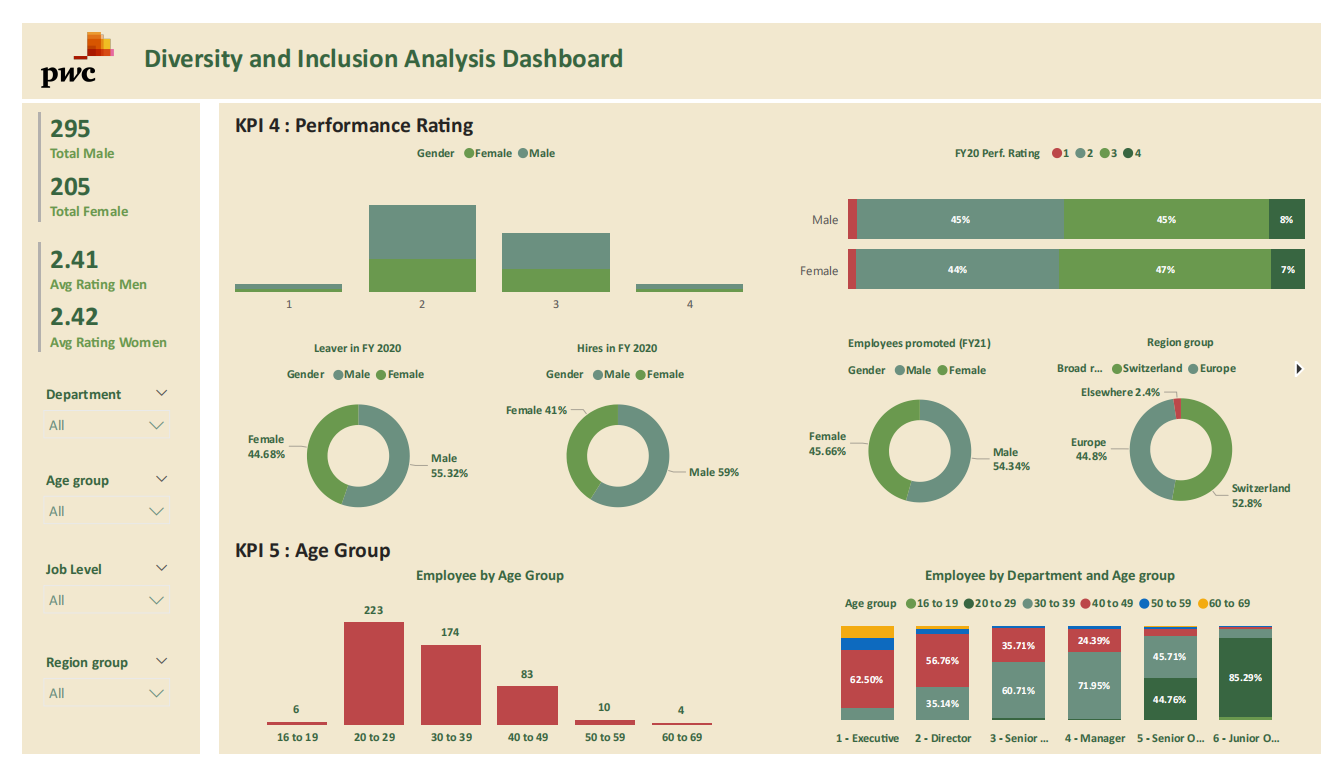 pwc
Diversity and Inclusion Analysis Dashboard
295
Total Male
205
Total Female
2.41
Avg Rating Men
2.42
Avg Rating Women
Department
All
Age group
All
Job Level
All
Region group
All
KPI 4 : Performance Rating
Gender Female Male
1 2 3 4
FY20 Perf. Rating 1 2 3 4
Male 45% 45% 8%
Female 44% 47% 7%
Leaver in FY 2020
Gender Male Female
Female
44.68%
Male
55.32%
Hires in FY 2020
Gender Male Female
Female 41%
Male 59%
Employees promoted (FY21)
Gender Male Female
Female
45.66%
Male
54.34%
Region group
Broad r... Switzerland Europe
Elsewhere 2.4%
Europe
44.8%
Switzerland
52.8%
KPI 5 : Age Group
Employee by Age Group
223
174
83
10
6
4
16 to 19 20 to 29 30 to 39 40 to 49 50 to 59 60 to 69
Employee by Department and Age group
Age group 16 to 19 20 to 29 30 to 39 40 to 49 50 to 59 60 to 69
62.50%
56.76%
35.14%
35.71%
60.71%
24.39%
71.95%
45.71%
44.76%
85.29%
1 - Executive 2 - Director 3 - Senior ... 4 - Manager 5 - Senior O... 6 - Junior O...